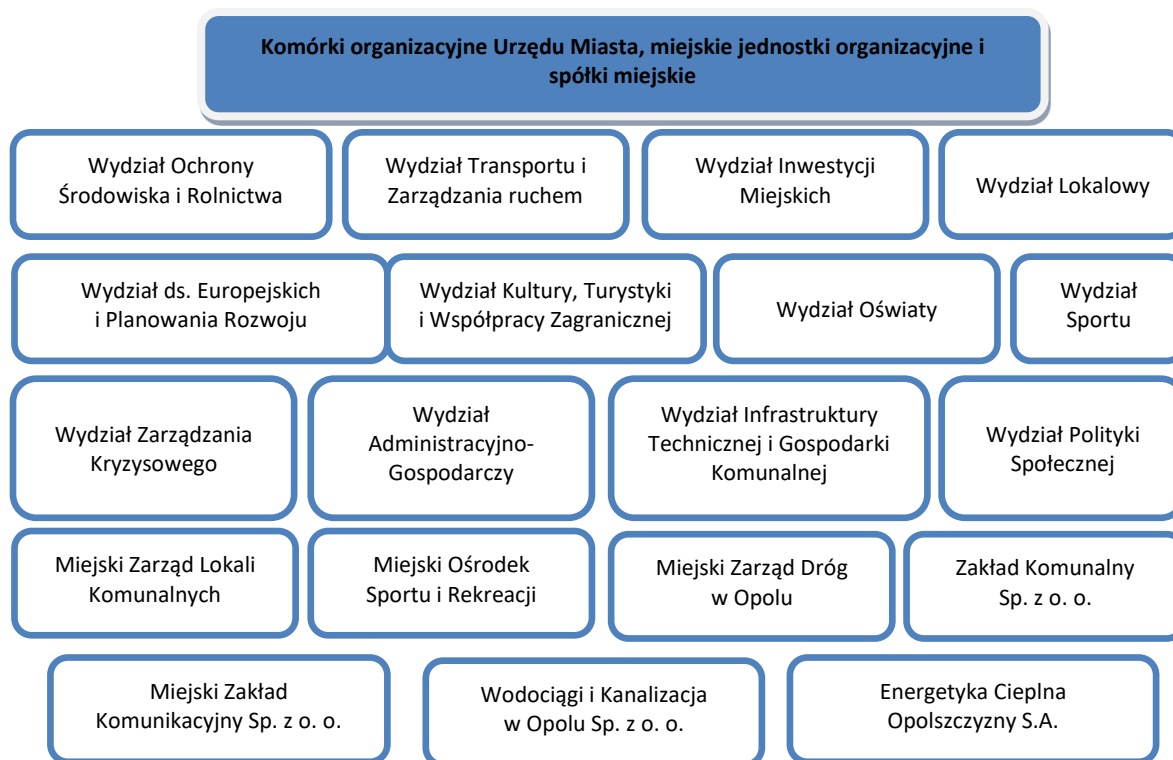 Komórki organizacyjne Urzędu Miasta, miejskie jednostki organizacyjne i
spółki miejskie
Wydział Ochrony
Środowiska i Rolnictwa
Wydział Transportu i
Zarządzania ruchem
Wydział Inwestycji
Miejskich
Wydział Lokalowy
Wydział ds. Europejskich
i Planowania Rozwoju
Wydział Kultury, Turystyki
i Współpracy Zagranicznej
Wydział Oświaty
Wydział
Sportu
Wydział Zarządzania
Kryzysowego
Wydział
Administracyjno-
Gospodarczy
Wydział Infrastruktury
Technicznej i Gospodarki
Komunalnej
Wydział Polityki
Społecznej
Miejski Zarząd Lokali
Komunalnych
Miejski Ośrodek
Sportu i Rekreacji
Miejski Zarząd Dróg
w Opolu
Zakład Komunalny
Sp. z o. o.
Miejski Zakład
Komunikacyjny Sp. z o. o.
Wodociągi i Kanalizacja
w Opolu Sp. z o. o.
Energetyka Cieplna
Opolszczyzny S.A.